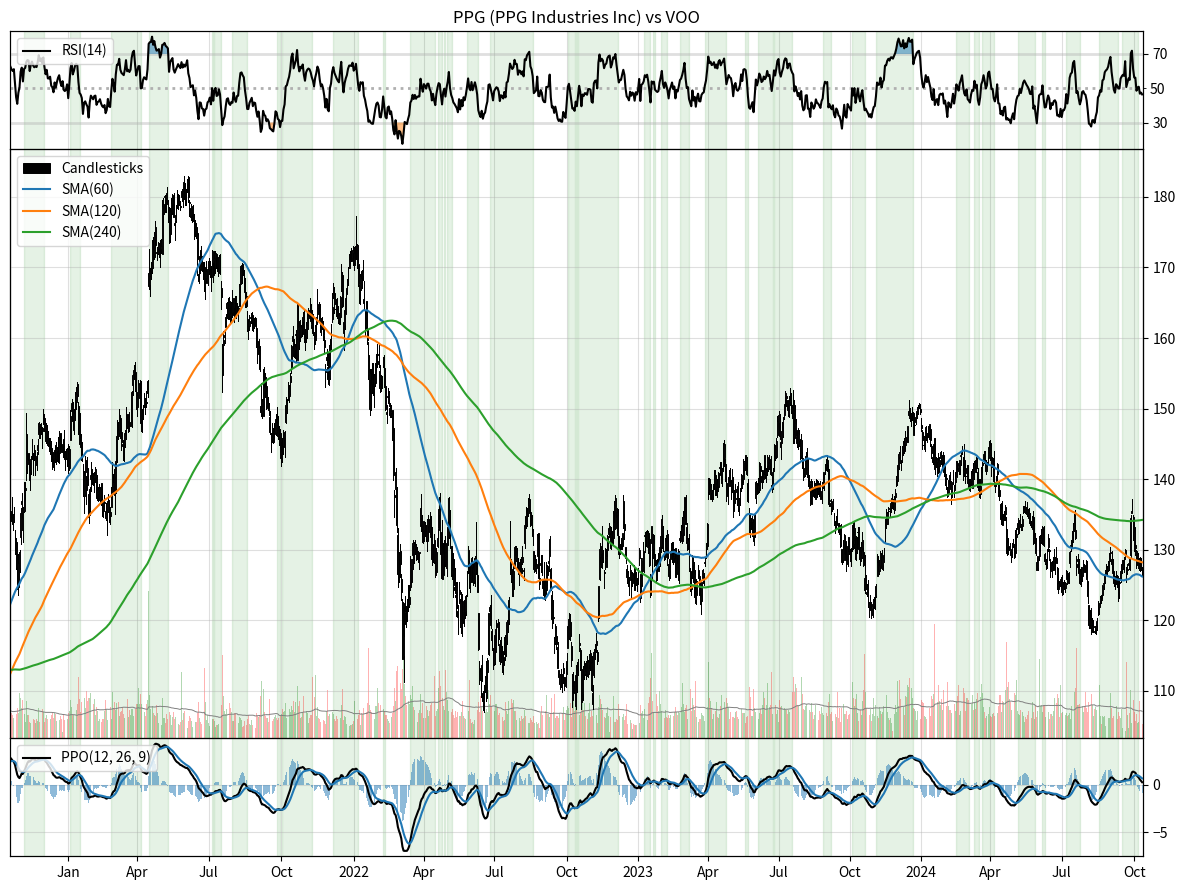 PPG (PPG Industries Inc) vs VOO
RSI(14)
70
50
30
Candlesticks
SMA(60)
SMA(120)
SMA(240)
180
170
160
150
140
130
120
110
PPO(12, 26, 9)
0
−5
Jan Apr Jul Oct 2022 Apr Jul Oct 2023 Apr Jul Oct 2024 Apr Jul Oct